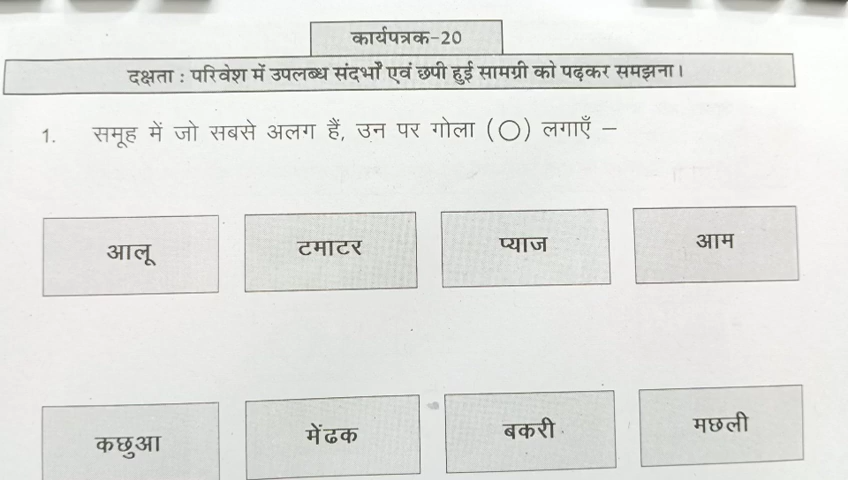 कार्यपत्रक-20
दक्षता : परिवेश में उपलब्ध संदर्भों एवं छपी हुई सामग्री को पढ़कर समझना।
1. समूह में जो सबसे अलग हैं, उन पर गोला (○) लगाएँ –
आलू टमाटर प्याज आम
कछुआ मेंढक बकरी मछली